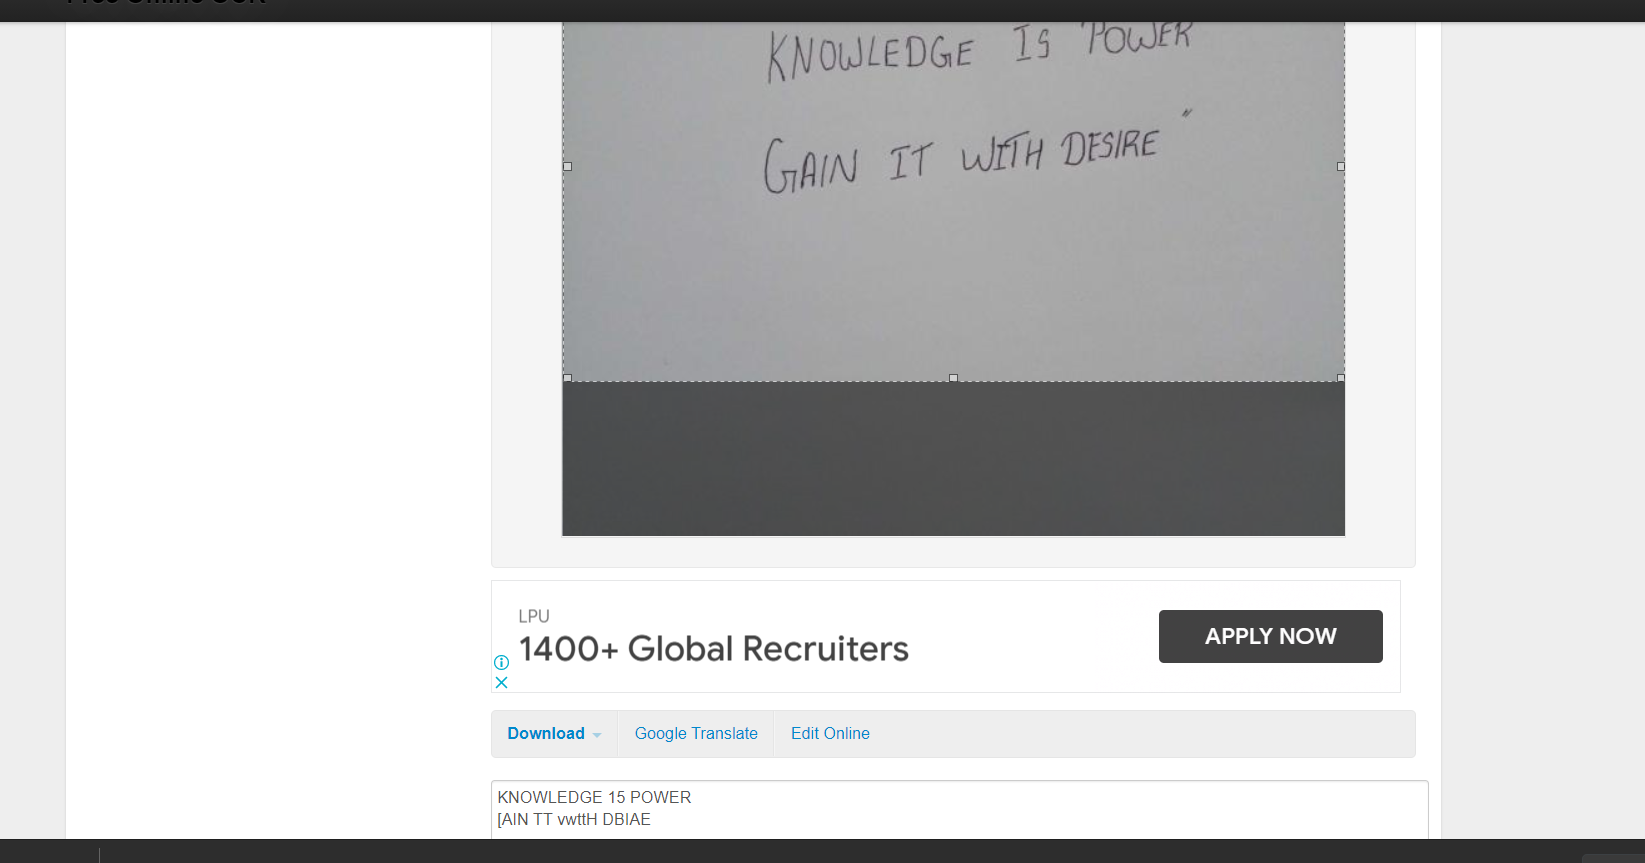 KNOWLEDGE IS POWER
GAIN IT WITH DESIRE"
LPU
1400+ Global Recruiters
APPLY NOW
Download Google Translate Edit Online
KNOWLEDGE 15 POWER
[AIN TT vwttH DBIAE